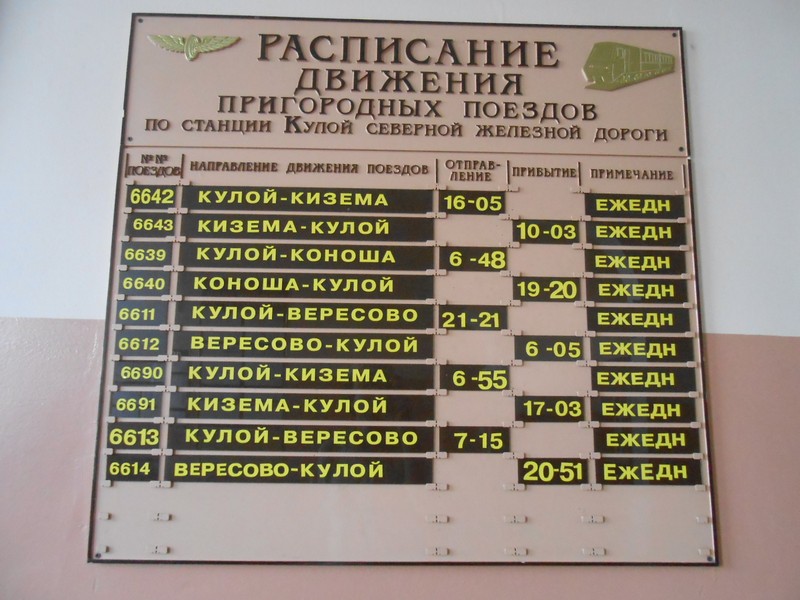 РАСПИСАНИЕ
ДВИЖЕНИЯ
ПРИГОРОДНЫХ ПОЕЗДОВ
ПО СТАНЦИИ КУЛОЙ СЕВЕРНОЙ ЖЕЛЕЗНОЙ ДОРОГИ
№№ ПОЕЗДОВ НАПРАВЛЕНИЕ ДВИЖЕНИЯ ПОЕЗДОВ ОТПРАВ-ЛЕНИЕ ПРИБЫТИЕ ПРИМЕЧАНИЕ
6642 КУЛОЙ-КИЗЕМА 16-05 ЕЖЕДН
6643 КИЗЕМА-КУЛОЙ 10-03 ЕЖЕДН
6639 КУЛОЙ-КОНОША 6-48 ЕЖЕДН
6640 КОНОША-КУЛОЙ 19-20 ЕЖЕДН
6611 КУЛОЙ-ВЕРЕСОВО 21-21 ЕЖЕДН
6612 ВЕРЕСОВО-КУЛОЙ 6-05 ЕЖЕДН
6690 КУЛОЙ-КИЗЕМА 6-55 ЕЖЕДН
6691 КИЗЕМА-КУЛОЙ 17-03 ЕЖЕДН
6613 КУЛОЙ-ВЕРЕСОВО 7-15 ЕЖЕДН
6614 ВЕРЕСОВО-КУЛОЙ 20-51 ЕЖЕДН